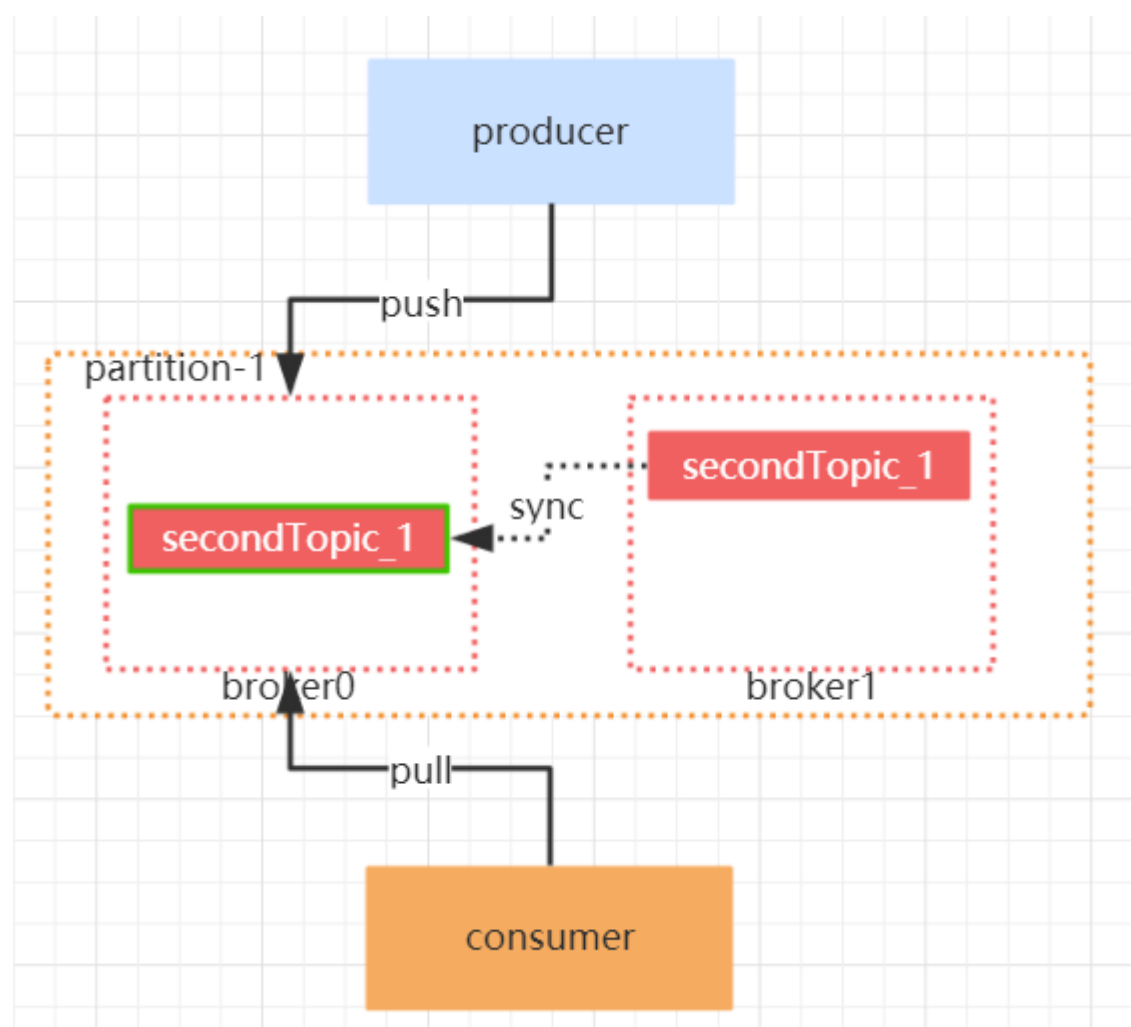 producer
push
partition-1
secondTopic_1
sync
secondTopic_1
broker0
broker1
pull
consumer